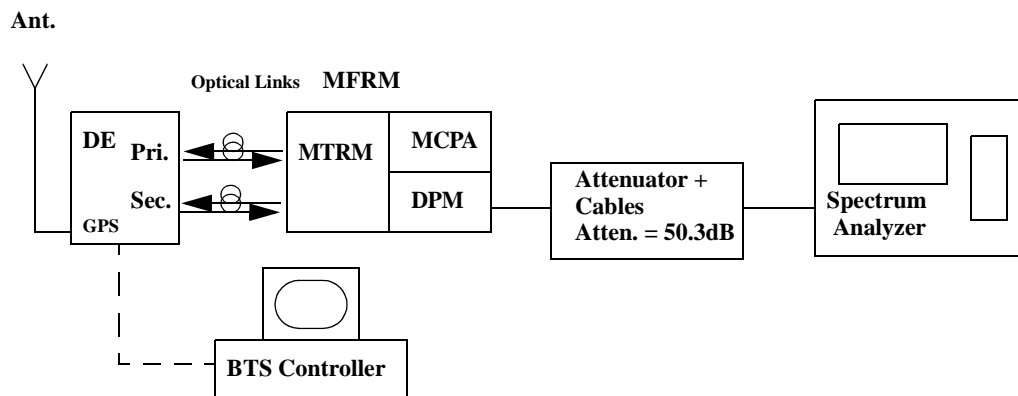 Ant.
Optical Links MFRM
DE
Pri.
MTRM
MCPA
Sec.
DPM
GPS
Attenuator +
Cables
Atten. = 50.3dB
Spectrum
Analyzer
BTS Controller